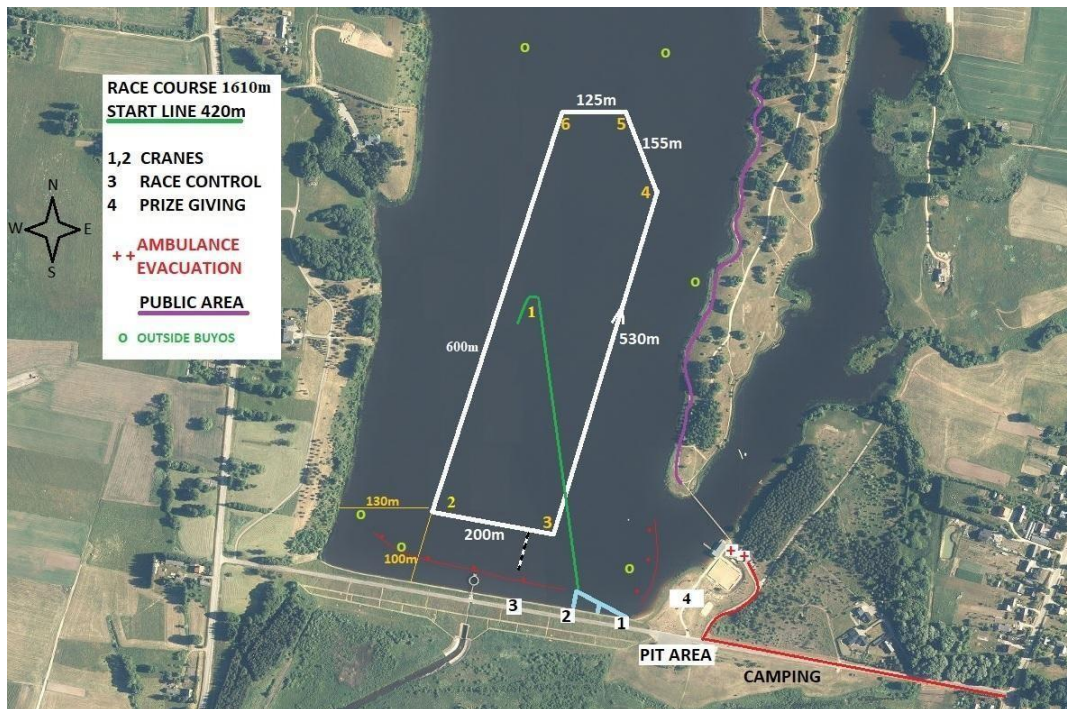 RACE COURSE 1610m
START LINE 420m
1,2 CRANES
3 RACE CONTROL
4 PRIZE GIVING
++ AMBULANCE
EVACUATION
PUBLIC AREA
o OUTSIDE BUYOS
N
W E
S
o
o
125m
6 5
155m
4
o
1
600m
530m
130m
2
o
200m
3
o
100m
o
++
3
2
1
4
PIT AREA
CAMPING